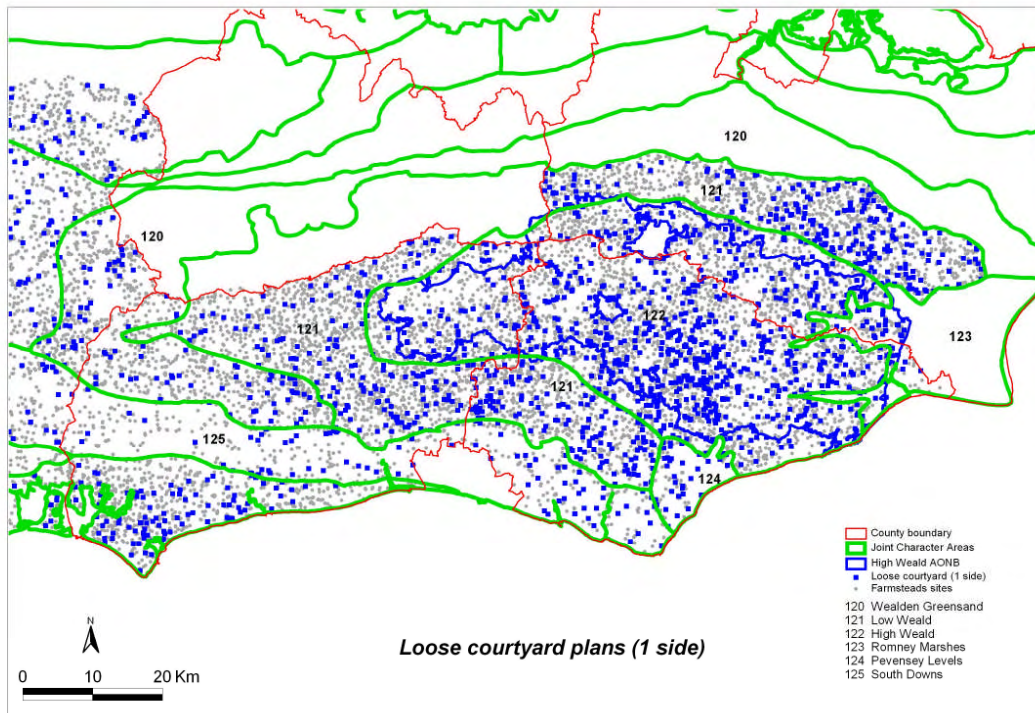 120
121
120
122
123
121
121
125
124
County boundary
Joint Character Areas
High Weald AONB
Loose courtyard (1 side)
Farmsteads sites
120 Wealden Greensand
121 Low Weald
122 High Weald
123 Romney Marshes
124 Pevensey Levels
125 South Downs
N
Loose courtyard plans (1 side)
0 10 20 Km